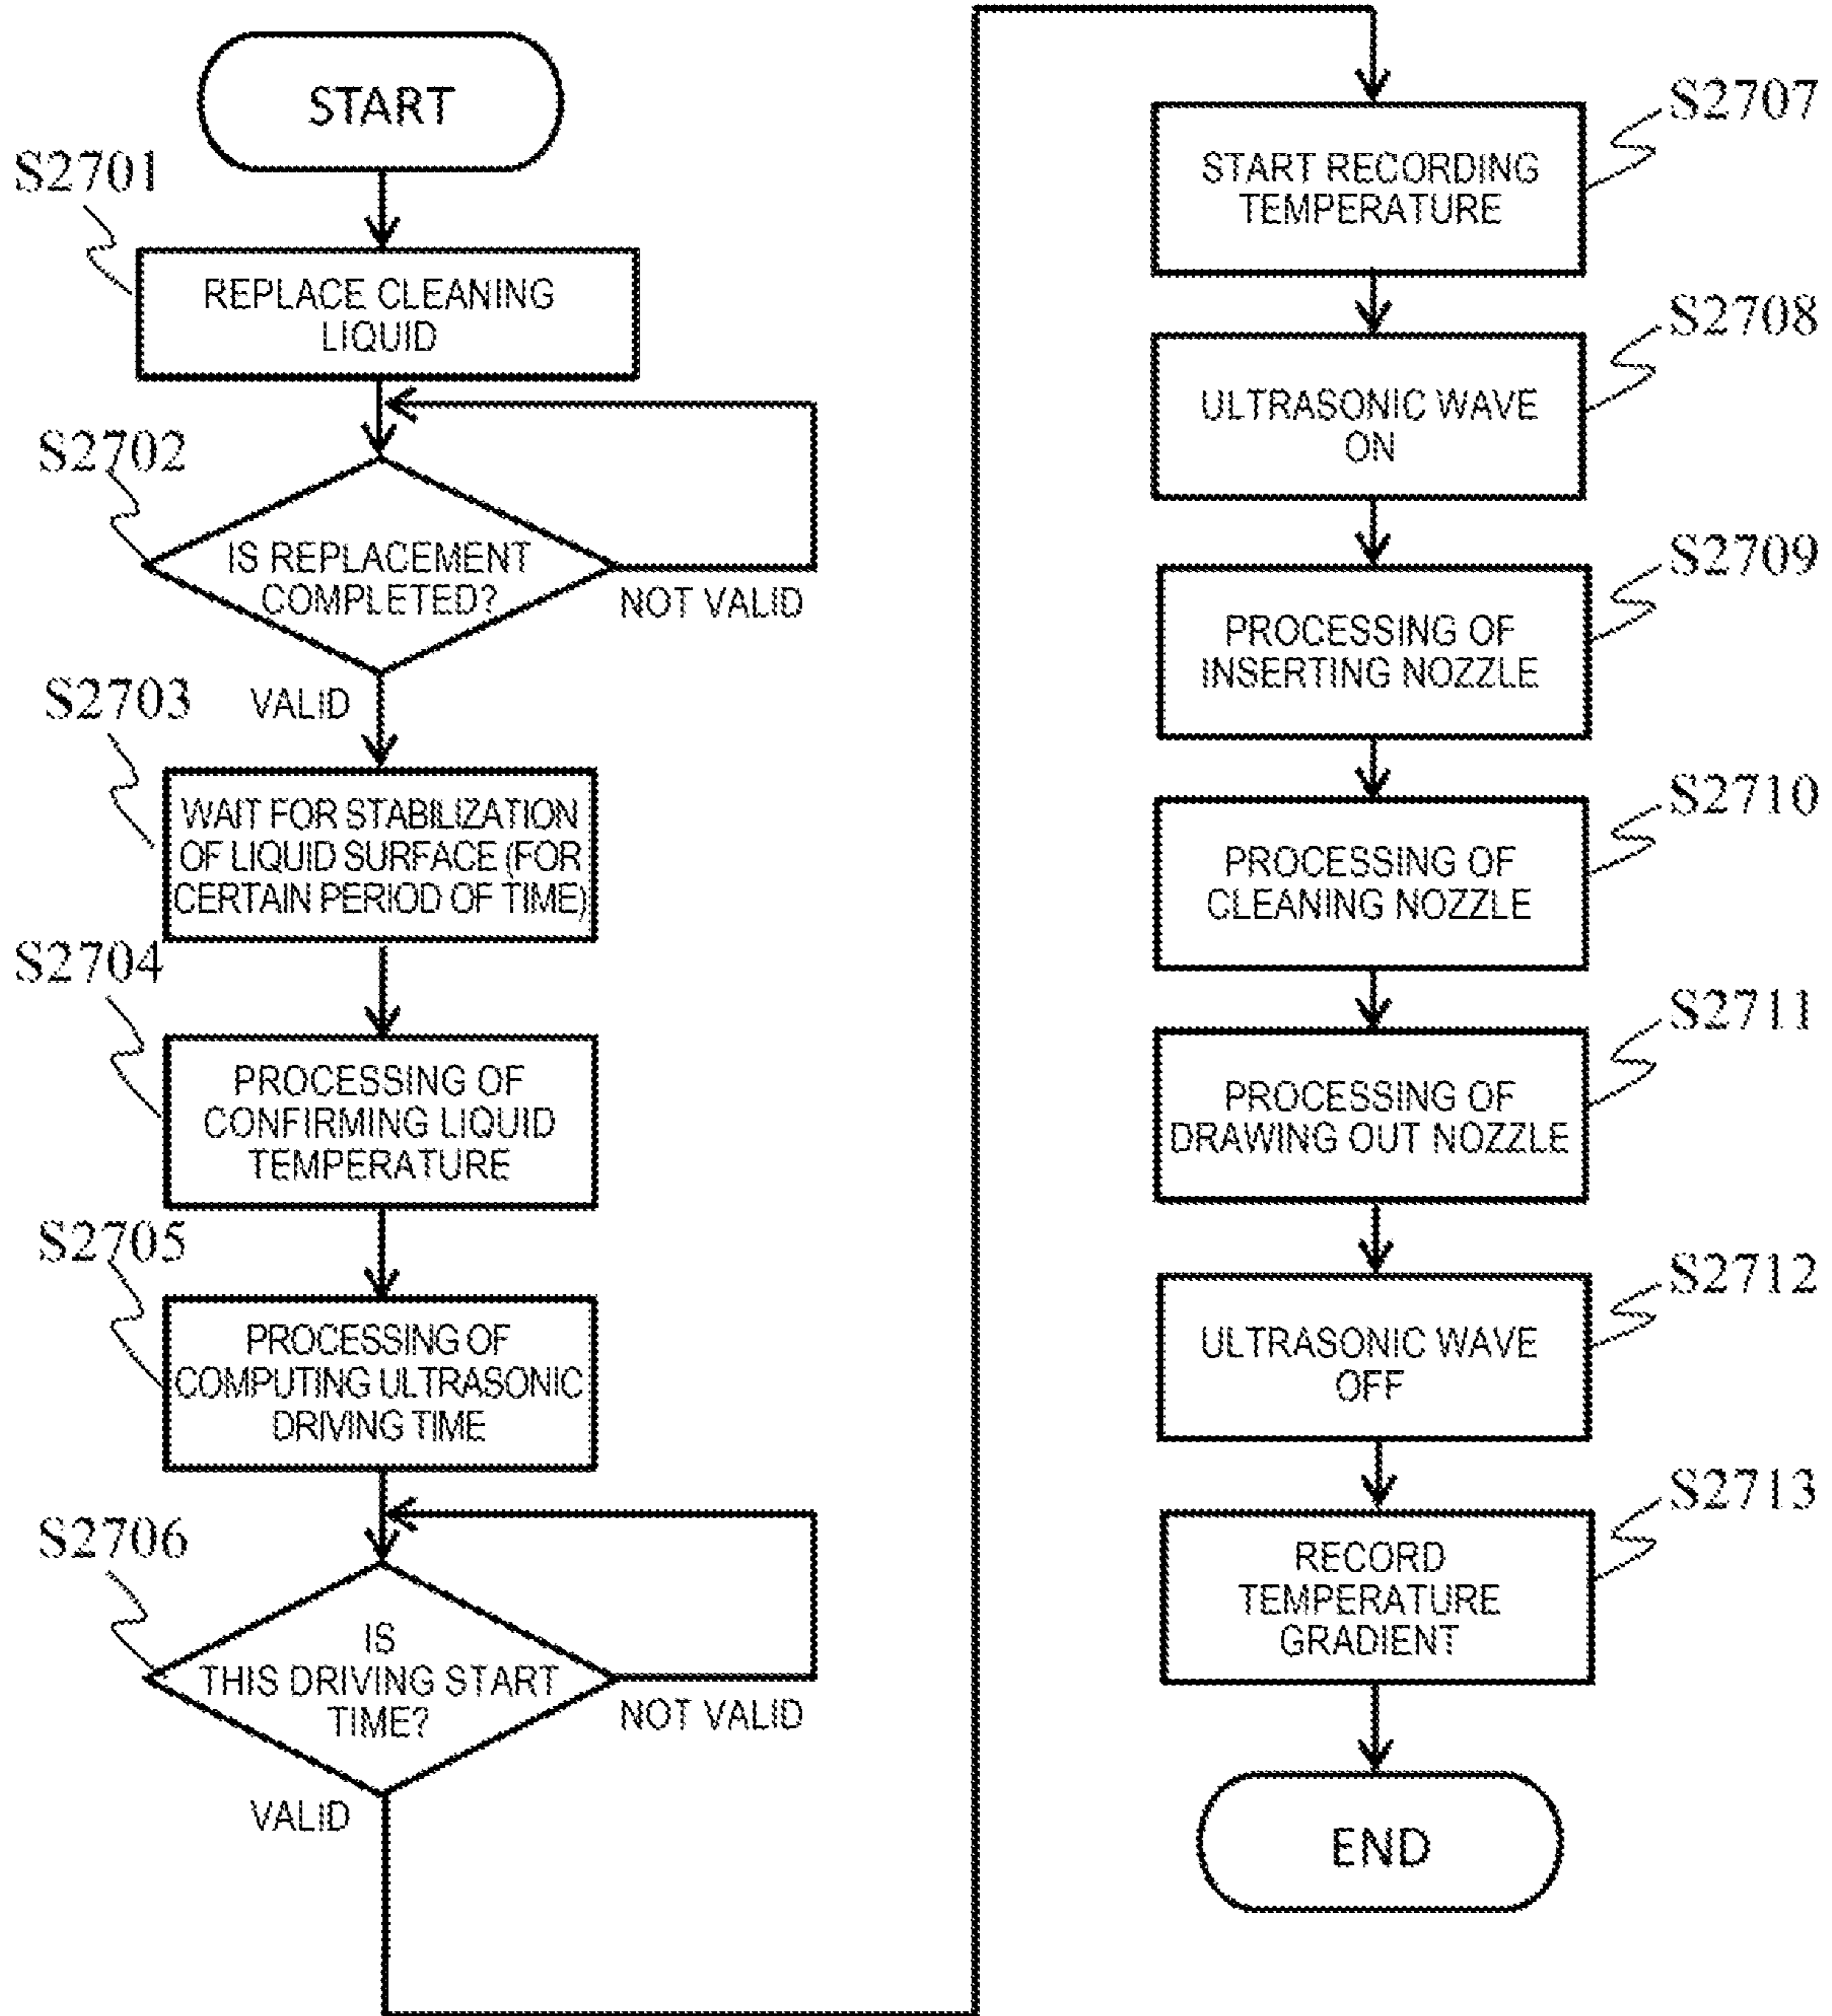 START
S2701
REPLACE CLEANING
LIQUID
S2702
IS REPLACEMENT
COMPLETED?
NOT VALID
VALID
S2703
WAIT FOR STABILIZATION
OF LIQUID SURFACE (FOR
CERTAIN PERIOD OF TIME)
S2704
PROCESSING OF
CONFIRMING LIQUID
TEMPERATURE
S2705
PROCESSING OF
COMPUTING ULTRASONIC
DRIVING TIME
S2706
IS
THIS DRIVING START
TIME?
NOT VALID
VALID
S2707
START RECORDING
TEMPERATURE
S2708
ULTRASONIC WAVE
ON
S2709
PROCESSING OF
INSERTING NOZZLE
S2710
PROCESSING OF
CLEANING NOZZLE
S2711
PROCESSING OF
DRAWING OUT NOZZLE
S2712
ULTRASONIC WAVE
OFF
S2713
RECORD
TEMPERATURE
GRADIENT
END